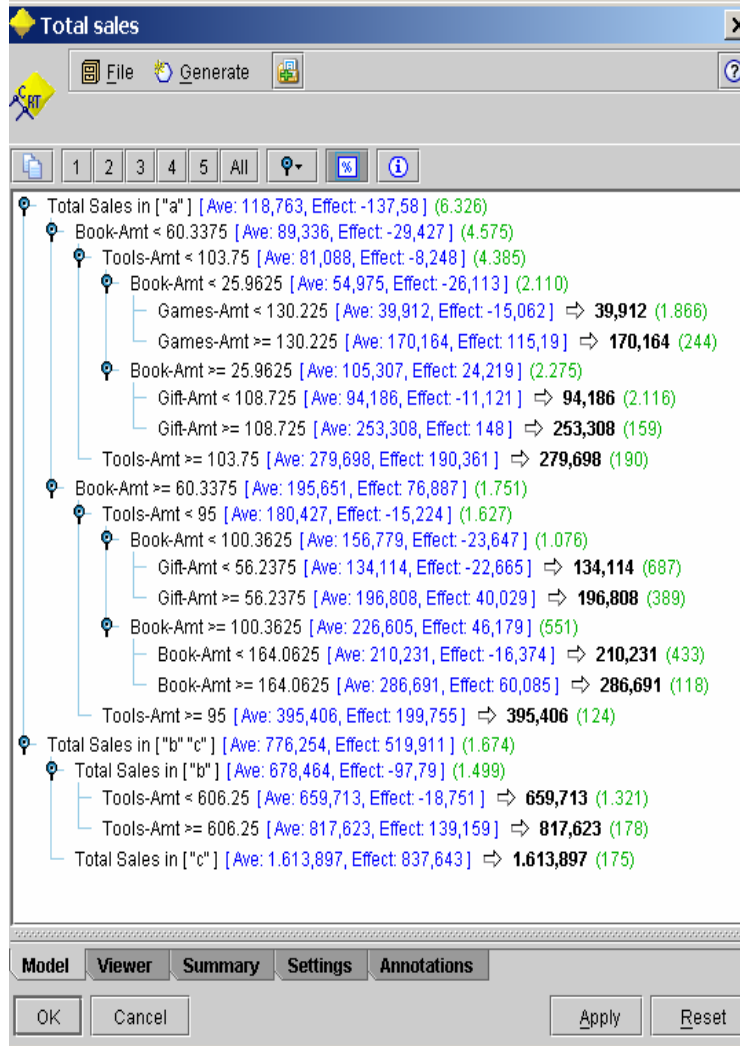 Total sales
File Generate
C RT
1 2 3 4 5 All %
Total Sales in ["a"] [Ave: 118,763, Effect: -137,58] (6.326)
Book-Amt < 60.3375 [Ave: 89,336, Effect: -29,427] (4.575)
Tools-Amt < 103.75 [Ave: 81,088, Effect: -8,248] (4.385)
Book-Amt < 25.9625 [Ave: 54,975, Effect: -26,113] (2.110)
Games-Amt < 130.225 [Ave: 39,912, Effect: -15,062] ⇨ 39,912 (1.866)
Games-Amt >= 130.225 [Ave: 170,164, Effect: 115,19] ⇨ 170,164 (244)
Book-Amt >= 25.9625 [Ave: 105,307, Effect: 24,219] (2.275)
Gift-Amt < 108.725 [Ave: 94,186, Effect: -11,121] ⇨ 94,186 (2.116)
Gift-Amt >= 108.725 [Ave: 253,308, Effect: 148] ⇨ 253,308 (159)
Tools-Amt >= 103.75 [Ave: 279,698, Effect: 190,361] ⇨ 279,698 (190)
Book-Amt >= 60.3375 [Ave: 195,651, Effect: 76,887] (1.751)
Tools-Amt < 95 [Ave: 180,427, Effect: -15,224] (1.627)
Book-Amt < 100.3625 [Ave: 156,779, Effect: -23,647] (1.076)
Gift-Amt < 56.2375 [Ave: 134,114, Effect: -22,665] ⇨ 134,114 (687)
Gift-Amt >= 56.2375 [Ave: 196,808, Effect: 40,029] ⇨ 196,808 (389)
Book-Amt >= 100.3625 [Ave: 226,605, Effect: 46,179] (551)
Book-Amt < 164.0625 [Ave: 210,231, Effect: -16,374] ⇨ 210,231 (433)
Book-Amt >= 164.0625 [Ave: 286,691, Effect: 60,085] ⇨ 286,691 (118)
Tools-Amt >= 95 [Ave: 395,406, Effect: 199,755] ⇨ 395,406 (124)
Total Sales in ["b" "c"] [Ave: 776,254, Effect: 519,911] (1.674)
Total Sales in ["b"] [Ave: 678,464, Effect: -97,79] (1.499)
Tools-Amt < 606.25 [Ave: 659,713, Effect: -18,751] ⇨ 659,713 (1.321)
Tools-Amt >= 606.25 [Ave: 817,623, Effect: 139,159] ⇨ 817,623 (178)
Total Sales in ["c"] [Ave: 1.613,897, Effect: 837,643] ⇨ 1.613,897 (175)
Model Viewer Summary Settings Annotations
OK Cancel Apply Reset